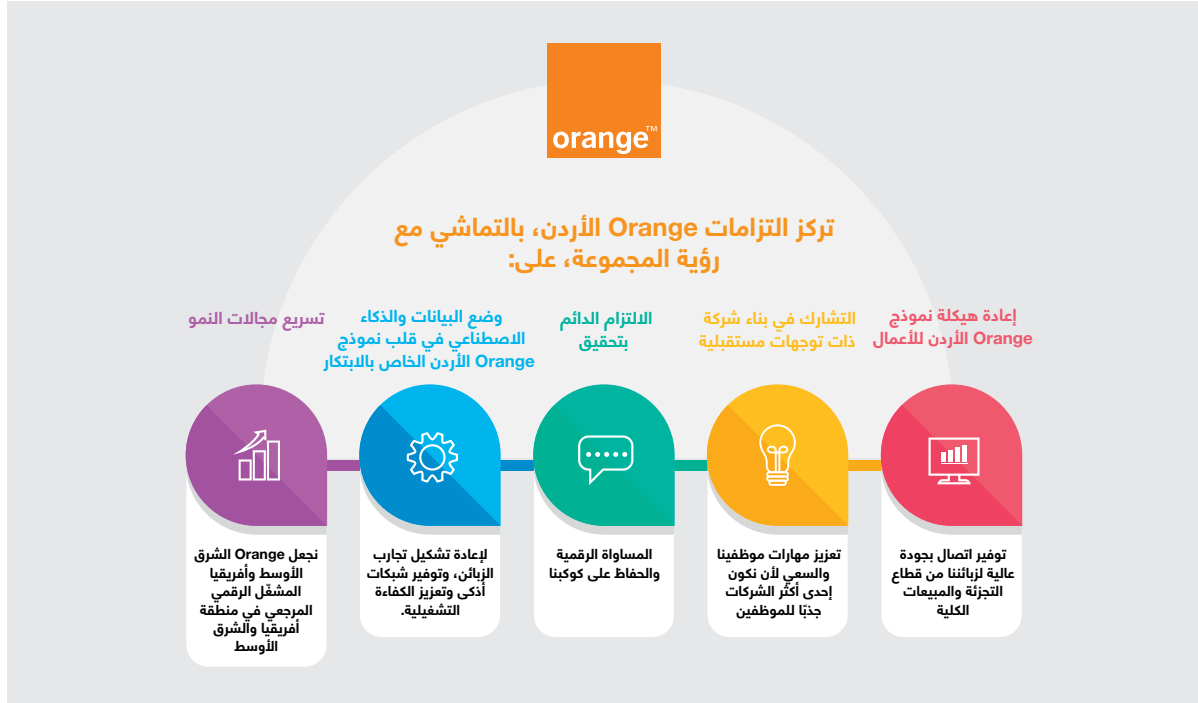 orange™
تركز التزامات Orange الأردن، بالتماشي مع
رؤية المجموعة، على:
إعادة هيكلة نموذج
Orange الأردن للأعمال
توفير اتصال بجودة
عالية لزبائننا من قطاع
التجزئة والمبيعات
الكلية
التشارك في بناء شركة
ذات توجهات مستقبلية
تعزيز مهارات موظفينا
والسعي لأن نكون
إحدى أكثر الشركات
جذبًا للموظفين
الالتزام الدائم
بتحقيق
المساواة الرقمية
والحفاظ على كوكبنا
وضع البيانات والذكاء
الاصطناعي في قلب نموذج
Orange الأردن الخاص بالابتكار
لإعادة تشكيل تجارب
الزبائن، وتوفير شبكات
أذكى وتعزيز الكفاءة
التشغيلية.
تسريع مجالات النمو
نجعل Orange الشرق
الأوسط وأفريقيا
المشغّل الرقمي
المرجعي في منطقة
أفريقيا والشرق
الأوسط